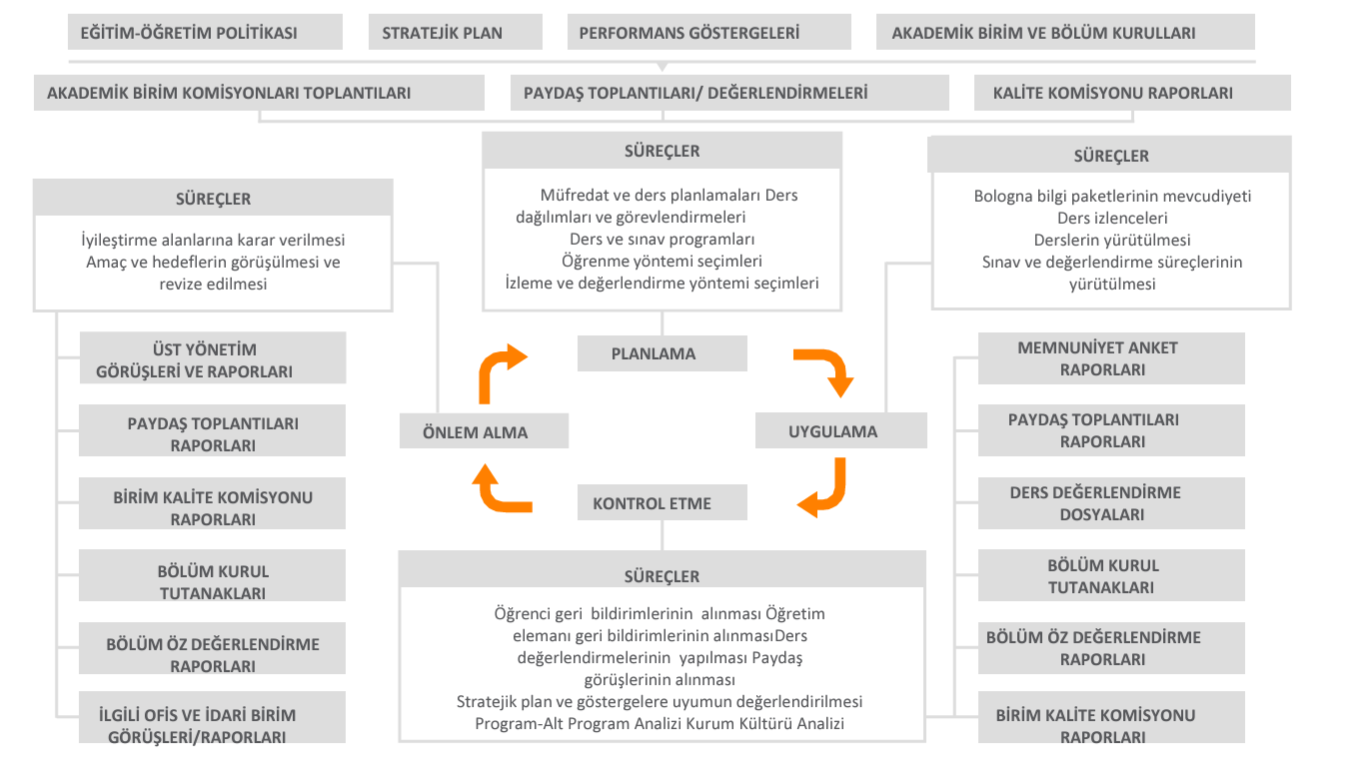 EĞİTİM-ÖĞRETİM POLİTİKASI
STRATEJİK PLAN
PERFORMANS GÖSTERGELERİ
AKADEMİK BİRİM VE BÖLÜM KURULLARI
AKADEMİK BİRİM KOMİSYONLARI TOPLANTILARI
PAYDAŞ TOPLANTILARI/ DEĞERLENDİRMELERİ
KALİTE KOMİSYONU RAPORLARI
SÜREÇLER
İyileştirme alanlarına karar verilmesi
Amaç ve hedeflerin görüşülmesi ve
revize edilmesi
SÜREÇLER
Müfredat ve ders planlamaları Ders
dağılımları ve görevlendirmeleri
Ders ve sınav programları
Öğrenme yöntemi seçimleri
İzleme ve değerlendirme yöntemi seçimleri
SÜREÇLER
Bologna bilgi paketlerinin mevcudiyeti
Ders izlenceleri
Derslerin yürütülmesi
Sınav ve değerlendirme süreçlerinin
yürütülmesi
ÜST YÖNETİM
GÖRÜŞLERİ VE RAPORLARI
PAYDAŞ TOPLANTILARI
RAPORLARI
BİRİM KALİTE KOMİSYONU
RAPORLARI
BÖLÜM KURUL
TUTANAKLARI
BÖLÜM ÖZ DEĞERLENDİRME
RAPORLARI
İLGİLİ OFİS VE İDARİ BİRİM
GÖRÜŞLERİ/RAPORLARI
PLANLAMA
ÖNLEM ALMA
UYGULAMA
KONTROL ETME
SÜREÇLER
Öğrenci geri bildirimlerinin alınması Öğretim
elemanı geri bildirimlerinin alınmasıDers
değerlendirmelerinin yapılması Paydaş
görüşlerinin alınması
Stratejik plan ve göstergelere uyumun değerlendirilmesi
Program-Alt Program Analizi Kurum Kültürü Analizi
MEMNUNİYET ANKET
RAPORLARI
PAYDAŞ TOPLANTILARI
RAPORLARI
DERS DEĞERLENDİRME
DOSYALARI
BÖLÜM KURUL
TUTANAKLARI
BÖLÜM ÖZ DEĞERLENDİRME
RAPORLARI
BİRİM KALİTE KOMİSYONU
RAPORLARI